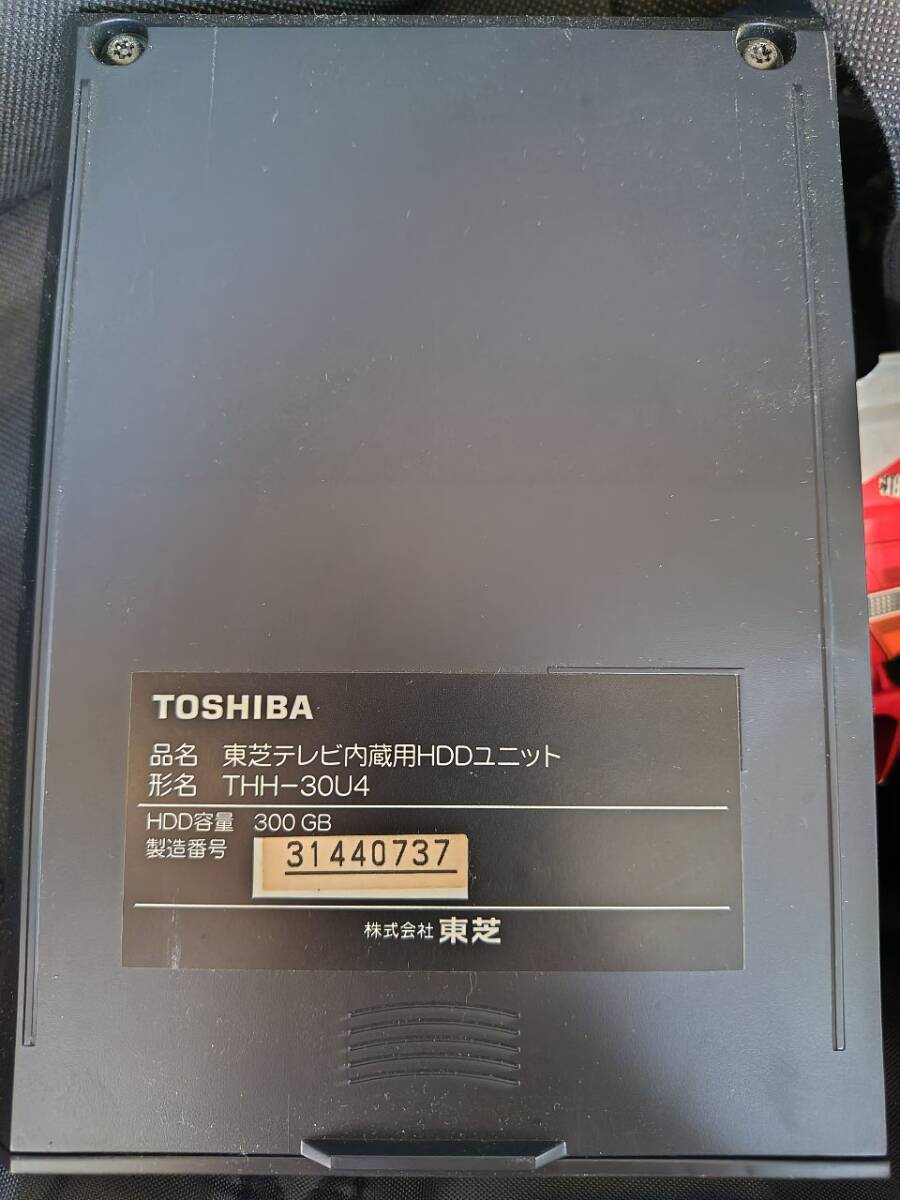 TOSHIBA
品名 東芝テレビ内蔵用HDDユニット
形名 THH-30U4
HDD容量 300 GB
製造番号 31440737
株式会社 東芝